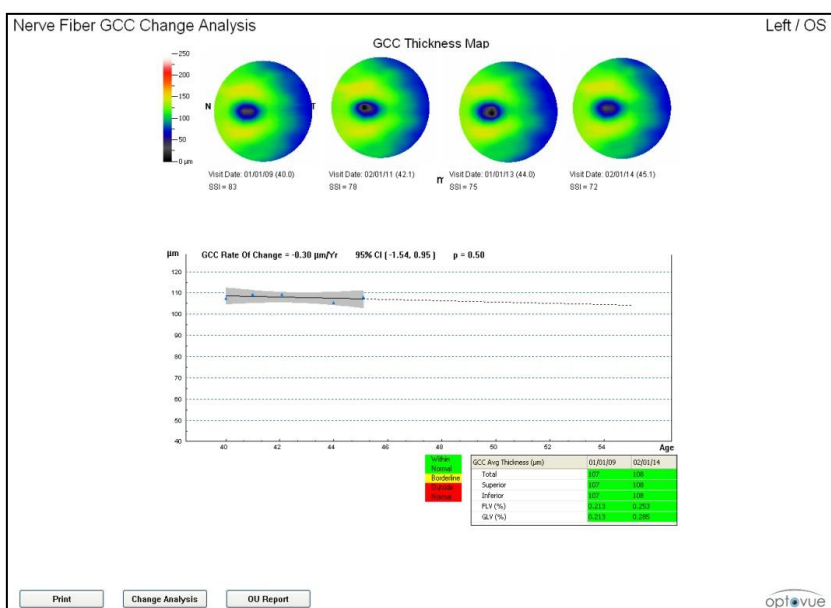 Nerve Fiber GCC Change Analysis
Left / OS
GCC Thickness Map
250
200
150
100
50
0 µm
N
T
Visit Date: 01/01/09 (40.0)
SSI = 83
Visit Date: 02/01/11 (42.1)
SSI = 78
Visit Date: 01/01/13 (44.0)
SSI = 75
Visit Date: 02/01/14 (45.1)
SSI = 72
µm
GCC Rate Of Change = -0.30 µm/Yr 95% CI ( -1.54, 0.95 ) p = 0.50
120
110
100
90
80
70
60
50
40
40 42 44 46 48 50 52 54 Age
Within
Normal
Borderline
Outside
Normal
GCC Avg Thickness (µm) 01/01/09 02/01/14
Total 107 108
Superior 107 108
Inferior 107 108
FLV (%) 0.213 0.253
GLV (%) 0.213 0.285
Print
Change Analysis
OU Report
optovue